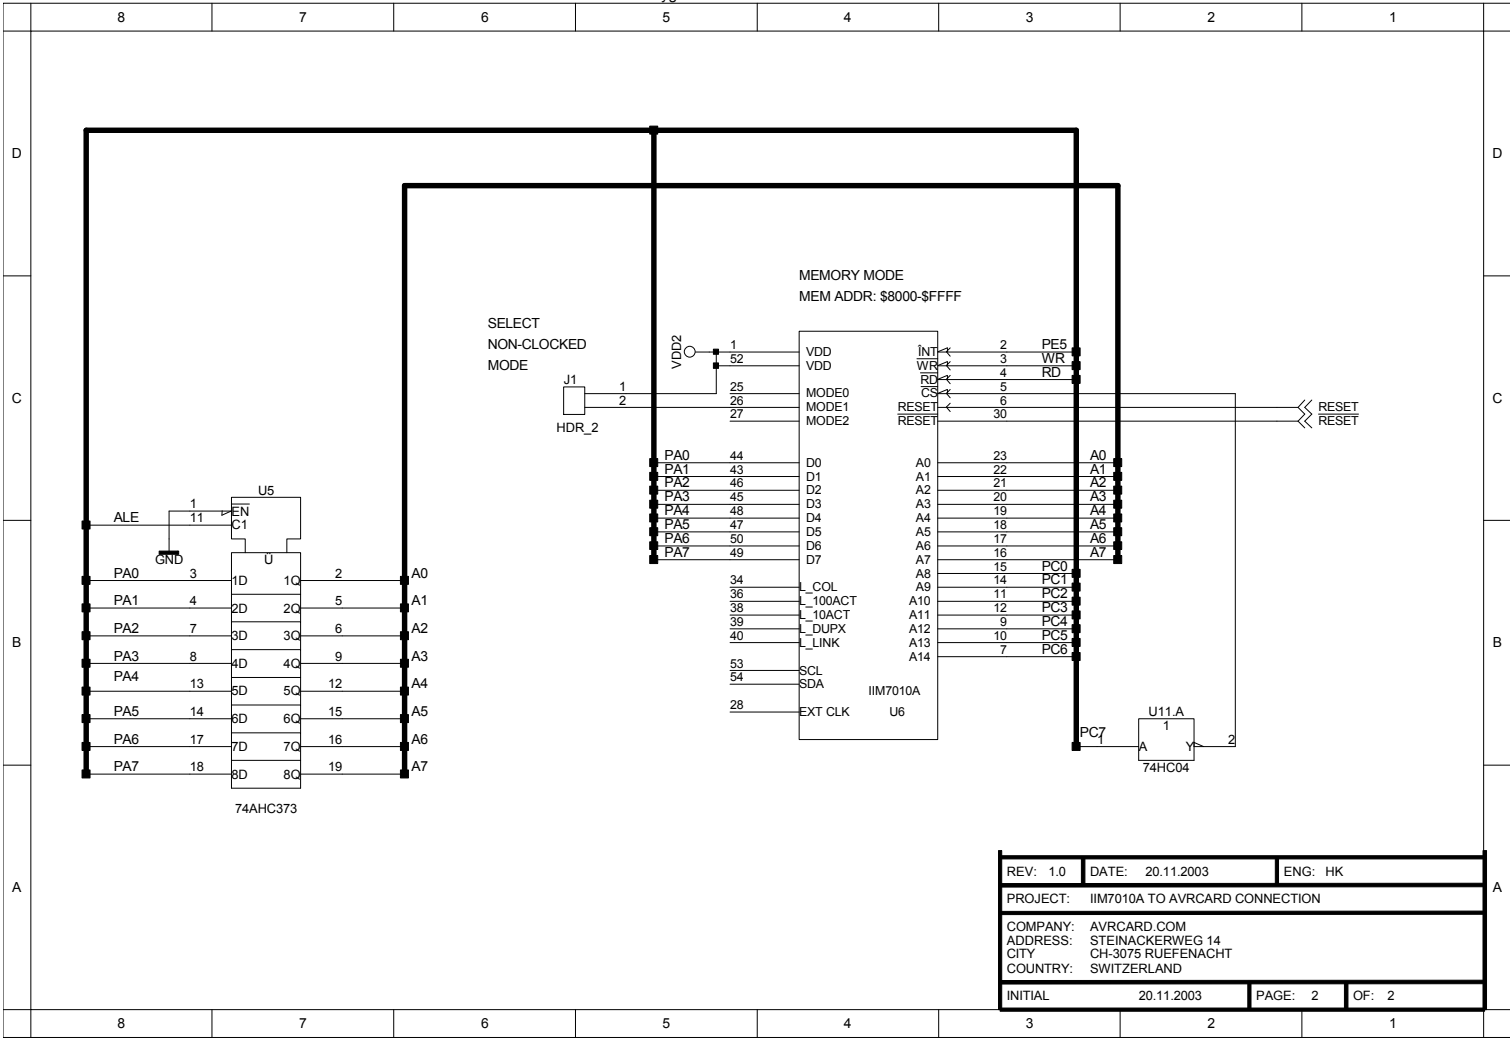 8 7 6 5 4 3 2 1
D D
C C
B B
A A
MEMORY MODE
MEM ADDR: $8000-$FFFF
SELECT
NON-CLOCKED
MODE
J1
1
2
HDR_2
VDD2
1 VDD
52 VDD
25 MODE0
26 MODE1
27 MODE2
INT 2 PE5
WR 3 WR
RD 4 RD
CS 5
RESET 6 RESET
RESET 30 RESET
PA0 44 D0
PA1 43 D1
PA2 46 D2
PA3 45 D3
PA4 48 D4
PA5 47 D5
PA6 50 D6
PA7 49 D7
A0 23 A0
A1 22 A1
A2 21 A2
A3 20 A3
A4 19 A4
A5 18 A5
A6 17 A6
A7 16 A7
A8 15 PC0
A9 14 PC1
A10 11 PC2
A11 12 PC3
A12 9 PC4
A13 10 PC5
A14 7 PC6
34 L_COL
36 L_100ACT
38 L_10ACT
39 L_DUPX
40 L_LINK
53 SCL
54 SDA
28 EXT CLK
IIM7010A
U6
U5
1 EN
ALE 11 C1
GND
Ü
PA0 3 1D 1Q 2 A0
PA1 4 2D 2Q 5 A1
PA2 7 3D 3Q 6 A2
PA3 8 4D 4Q 9 A3
PA4 13 5D 5Q 12 A4
PA5 14 6D 6Q 15 A5
PA6 17 7D 7Q 16 A6
PA7 18 8D 8Q 19 A7
74AHC373
U11.A
1
PC7 1 A Y 2
74HC04
REV: 1.0 DATE: 20.11.2003 ENG: HK
PROJECT: IIM7010A TO AVRCARD CONNECTION
COMPANY: AVRCARD.COM
ADDRESS: STEINACKERWEG 14
CITY CH-3075 RUEFENACHT
COUNTRY: SWITZERLAND
INITIAL 20.11.2003 PAGE: 2 OF: 2
8 7 6 5 4 3 2 1